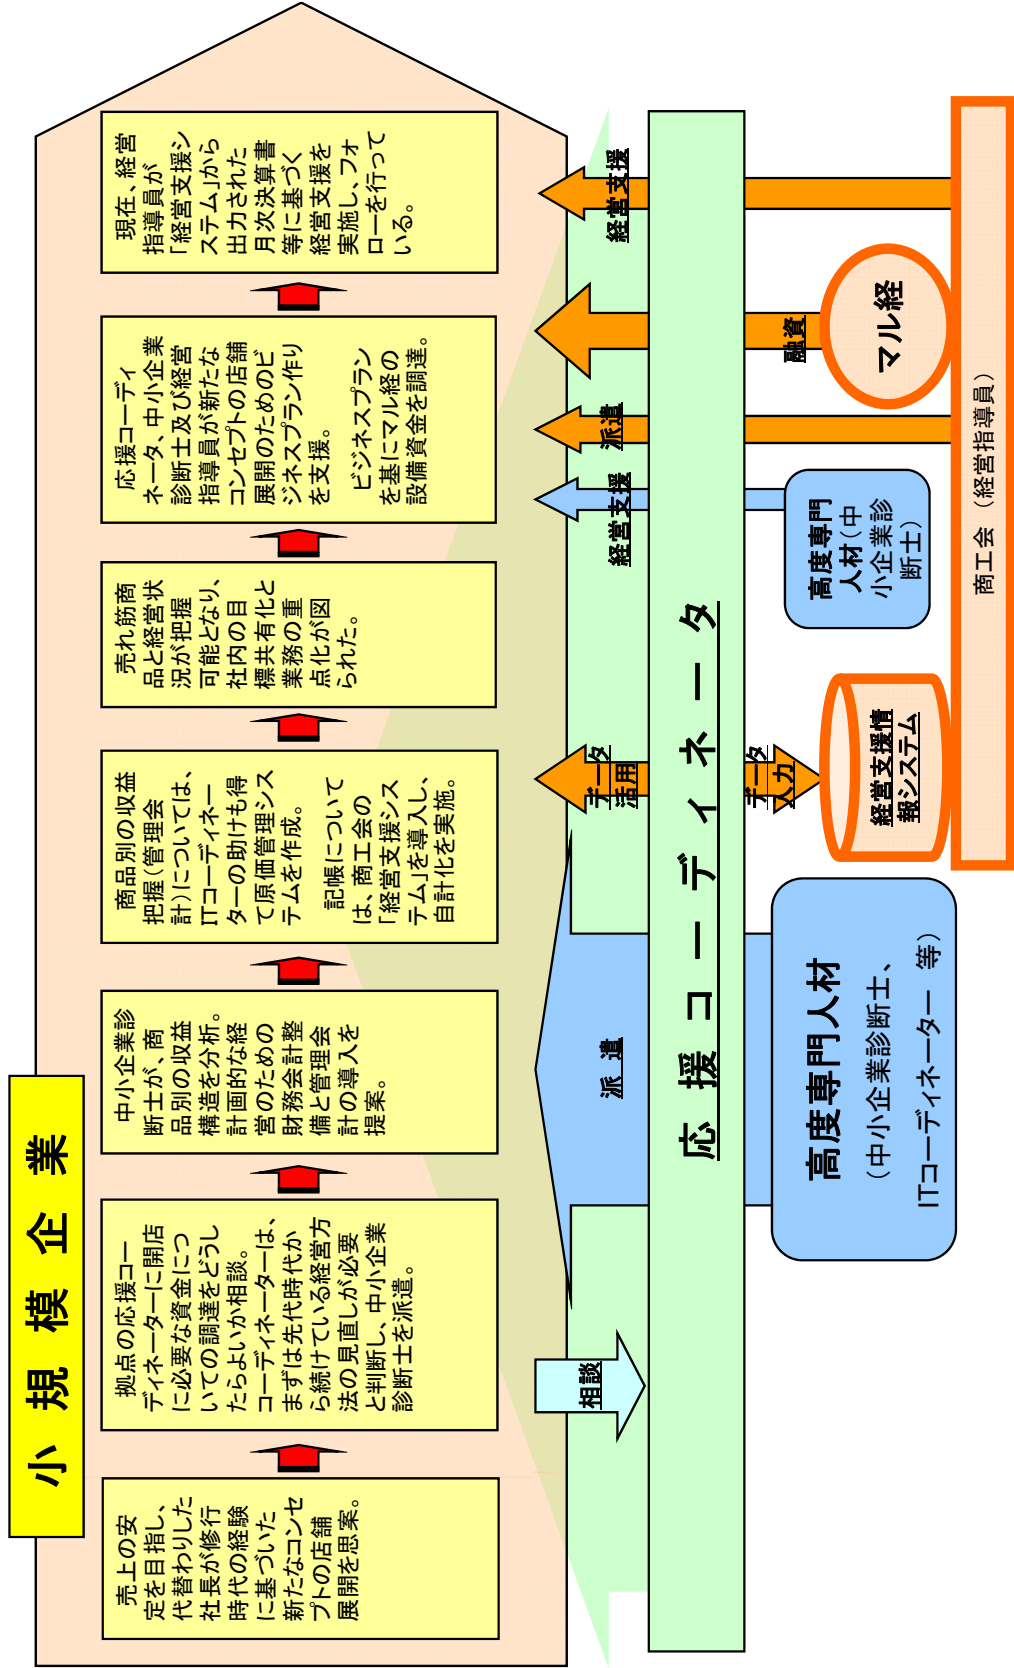 小規模企業
売上の安
定を目指し、
代替わりした
社長が修行
時代の経験
に基づいた
新たなコンセ
プトの店舗
展開を思案。
拠点の応援コー
ディネーターに開店
に必要な資金につ
いての調達をどうし
たらよいか相談。
コーディネーターは、
まずは先代時代か
ら続けている経営方
法の見直しが必要
と判断し、中小企業
診断士を派遣。
中小企業診
断士が、商
品別の収益
構造を分析。
計画的な経
営のための
財務会計整
備と管理会
計の導入を
提案。
商品別の収益
把握（管理会
計）については、
ITコーディネー
ターの助けも得
て原価管理シス
テムを作成。
記帳について
は、商工会の
「経営支援シス
テム」を導入し、
自計化を実施。
売れ筋商
品と経営状
況が把握
可能となり、
社内の目
標共有化と
業務の重
点化が図
られた。
応援コーディ
ネータ、中小企業
診断士及び経営
指導員が新たな
コンセプトの店舗
展開のためのビ
ジネスプラン作り
を支援。
ビジネスプラン
を基にマル経の
設備資金を調達。
現在、経営
指導員が
「経営支援シ
ステム」から
出力された
月次決算書
等に基づく
経営支援を
実施し、フォ
ローを行って
いる。
相談
派遣
データ
活用
経営支援
派遣
経営支援
応援コーディネータ
データ
入力
融資
高度専門人材
（中小企業診断士、
ITコーディネーター 等）
経営支援情
報システム
高度専門
人材（中
小企業診
断士）
マル経
商工会（経営指導員）